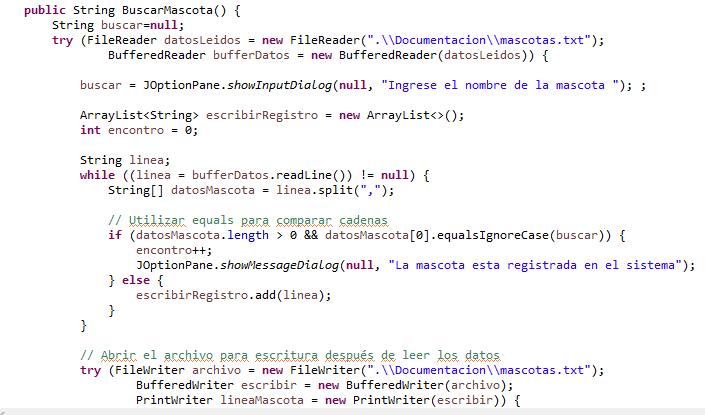 public String BuscarMascota() {
String buscar=null;
try (FileReader datosLeidos = new FileReader(".\\Documentacion\\mascotas.txt");
BufferedReader bufferDatos = new BufferedReader(datosLeidos)) {
buscar = JOptionPane.showInputDialog(null, "Ingrese el nombre de la mascota "); ;
ArrayList<String> escribirRegistro = new ArrayList<>();
int encontro = 0;
String linea;
while ((linea = bufferDatos.readLine()) != null) {
String[] datosMascota = linea.split(",");
// Utilizar equals para comparar cadenas
if (datosMascota.length > 0 && datosMascota[0].equalsIgnoreCase(buscar)) {
encontro++;
JOptionPane.showMessageDialog(null, "La mascota esta registrada en el sistema");
} else {
escribirRegistro.add(linea);
}
}
// Abrir el archivo para escritura después de leer los datos
try (FileWriter archivo = new FileWriter(".\\Documentacion\\mascotas.txt");
BufferedWriter escribir = new BufferedWriter(archivo);
PrintWriter lineaMascota = new PrintWriter(escribir)) {